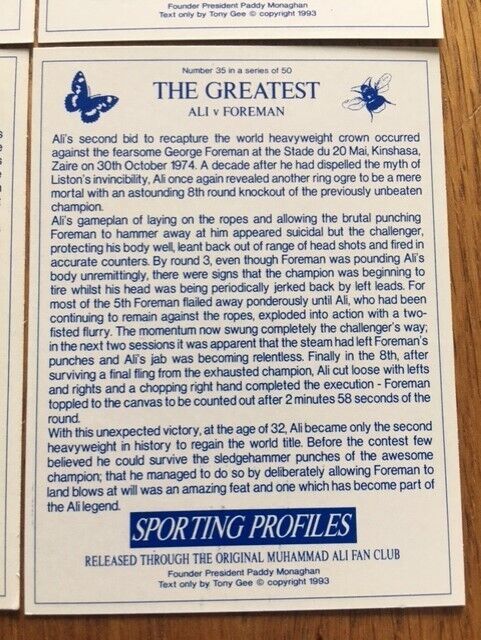 Founder President Paddy Monaghan
Text only by Tony Gee © copyright 1993
Number 35 in a series of 50
THE GREATEST
ALI v FOREMAN
Ali's second bid to recapture the world heavyweight crown occurred
against the fearsome George Foreman at the Stade du 20 Mai, Kinshasa,
Zaire on 30th October 1974. A decade after he had dispelled the myth of
Liston's invincibility, Ali once again revealed another ring ogre to be a mere
mortal with an astounding 8th round knockout of the previously unbeaten
champion.
Ali's gameplan of laying on the ropes and allowing the brutal punching
Foreman to hammer away at him appeared suicidal but the challenger,
protecting his body well, leant back out of range of head shots and fired in
accurate counters. By round 3, even though Foreman was pounding Ali's
body unremittingly, there were signs that the champion was beginning to
tire whilst his head was being periodically jerked back by left leads. For
most of the 5th Foreman flailed away ponderously until Ali, who had been
continuing to remain against the ropes, exploded into action with a two-
fisted flurry. The momentum now swung completely the challenger's way;
in the next two sessions it was apparent that the steam had left Foreman's
punches and Ali's jab was becoming relentless. Finally in the 8th, after
surviving a final fling from the exhausted champion, Ali cut loose with lefts
and rights and a chopping right hand completed the execution - Foreman
toppled to the canvas to be counted out after 2 minutes 58 seconds of the
round.
With this unexpected victory, at the age of 32, Ali became only the second
heavyweight in history to regain the world title. Before the contest few
believed he could survive the sledgehammer punches of the awesome
champion; that he managed to do so by deliberately allowing Foreman to
land blows at will was an amazing feat and one which has become part of
the Ali legend.
SPORTING PROFILES
RELEASED THROUGH THE ORIGINAL MUHAMMAD ALI FAN CLUB
Founder President Paddy Monaghan
Text only by Tony Gee © copyright 1993